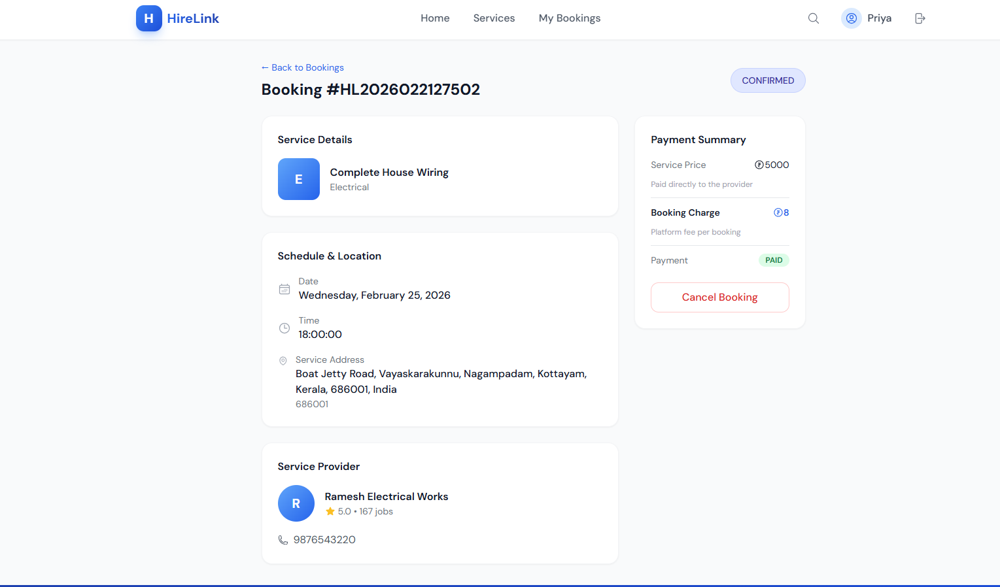 H HireLink Home Services My Bookings Priya
← Back to Bookings
Booking #HL2026022127502
CONFIRMED
Service Details
E
Complete House Wiring
Electrical
Schedule & Location
Date
Wednesday, February 25, 2026
Time
18:00:00
Service Address
Boat Jetty Road, Vayaskarakunnu, Nagampadam, Kottayam,
Kerala, 686001, India
686001
Service Provider
R
Ramesh Electrical Works
5.0 • 167 jobs
9876543220
Payment Summary
Service Price ₹5000
Paid directly to the provider
Booking Charge ₹8
Platform fee per booking
Payment PAID
Cancel Booking